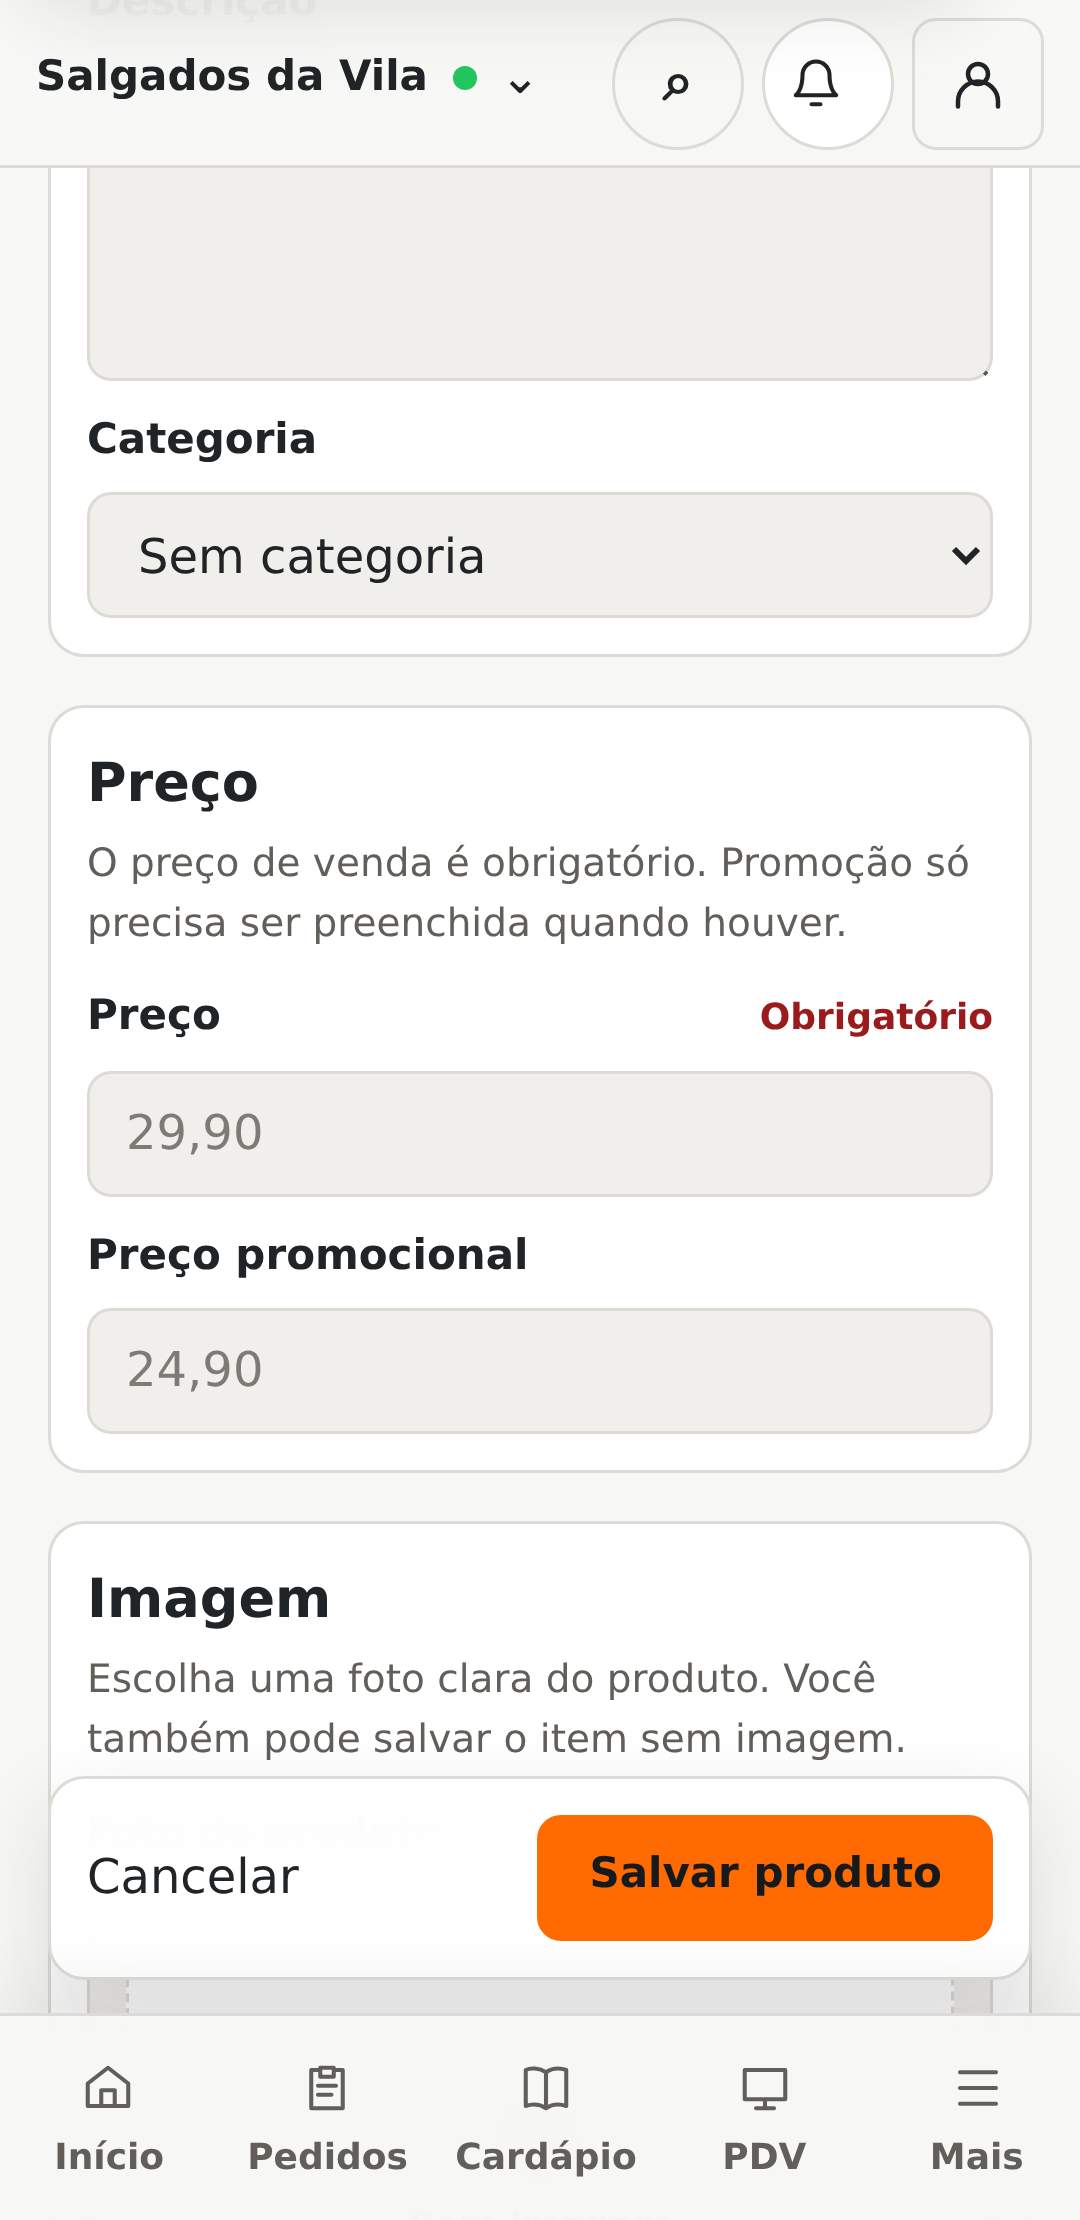 Descrição
Salgados da Vila
Categoria
Sem categoria
Preço
O preço de venda é obrigatório. Promoção só
precisa ser preenchida quando houver.
Preço
Obrigatório
29,90
Preço promocional
24,90
Imagem
Escolha uma foto clara do produto. Você
também pode salvar o item sem imagem.
Cancelar
Salvar produto
Início
Pedidos
Cardápio
PDV
Mais